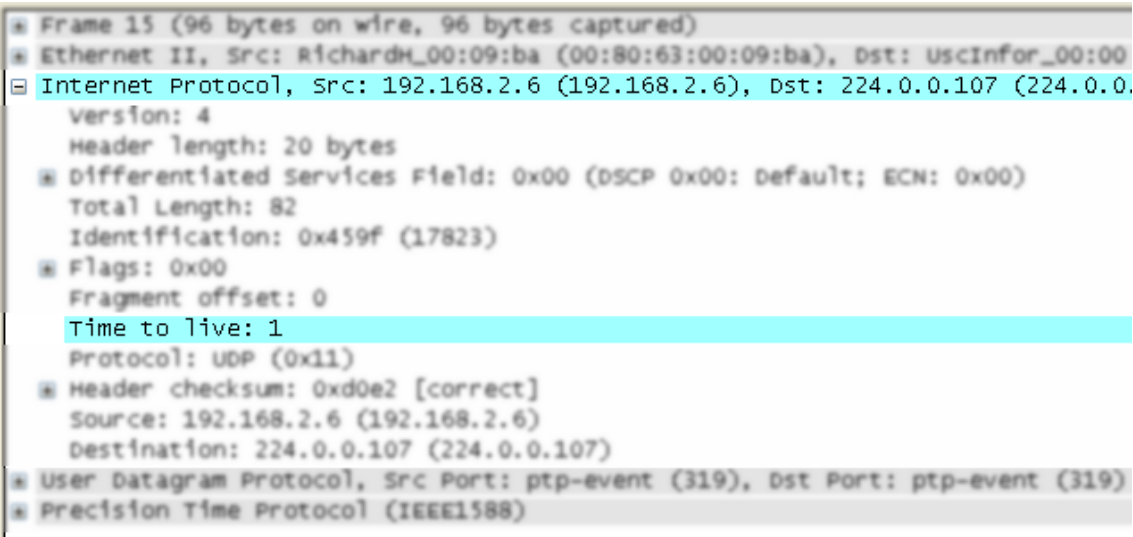 Frame 15 (96 bytes on wire, 96 bytes captured)
Ethernet II, Src: RichardH_00:09:ba (00:80:63:00:09:ba), Dst: UscInfor_00:00
Internet Protocol, Src: 192.168.2.6 (192.168.2.6), Dst: 224.0.0.107 (224.0.0.
Version: 4
Header length: 20 bytes
Differentiated Services Field: 0x00 (DSCP 0x00: Default; ECN: 0x00)
Total Length: 82
Identification: 0x459f (17823)
Flags: 0x00
Fragment offset: 0
Time to live: 1
Protocol: UDP (0x11)
Header checksum: 0xd0e2 [correct]
Source: 192.168.2.6 (192.168.2.6)
Destination: 224.0.0.107 (224.0.0.107)
User Datagram Protocol, Src Port: ptp-event (319), Dst Port: ptp-event (319)
Precision Time Protocol (IEEE1588)